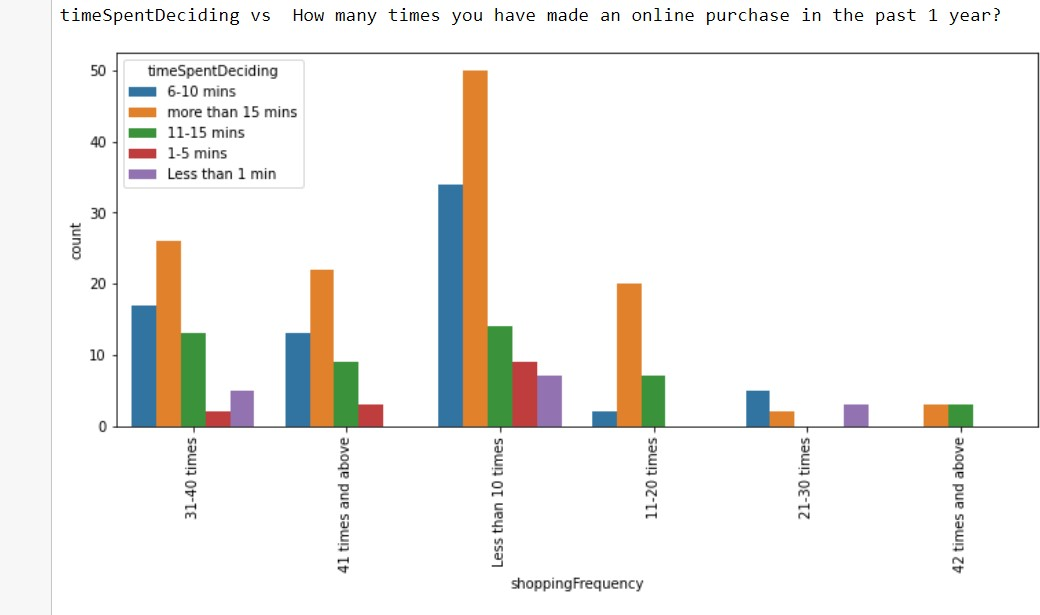 timeSpentDeciding vs  How many times you have made an online purchase in the past 1 year?
timeSpentDeciding
6-10 mins
more than 15 mins
11-15 mins
1-5 mins
Less than 1 min
50
40
30
20
10
0
count
31-40 times
41 times and above
Less than 10 times
11-20 times
21-30 times
42 times and above
shoppingFrequency